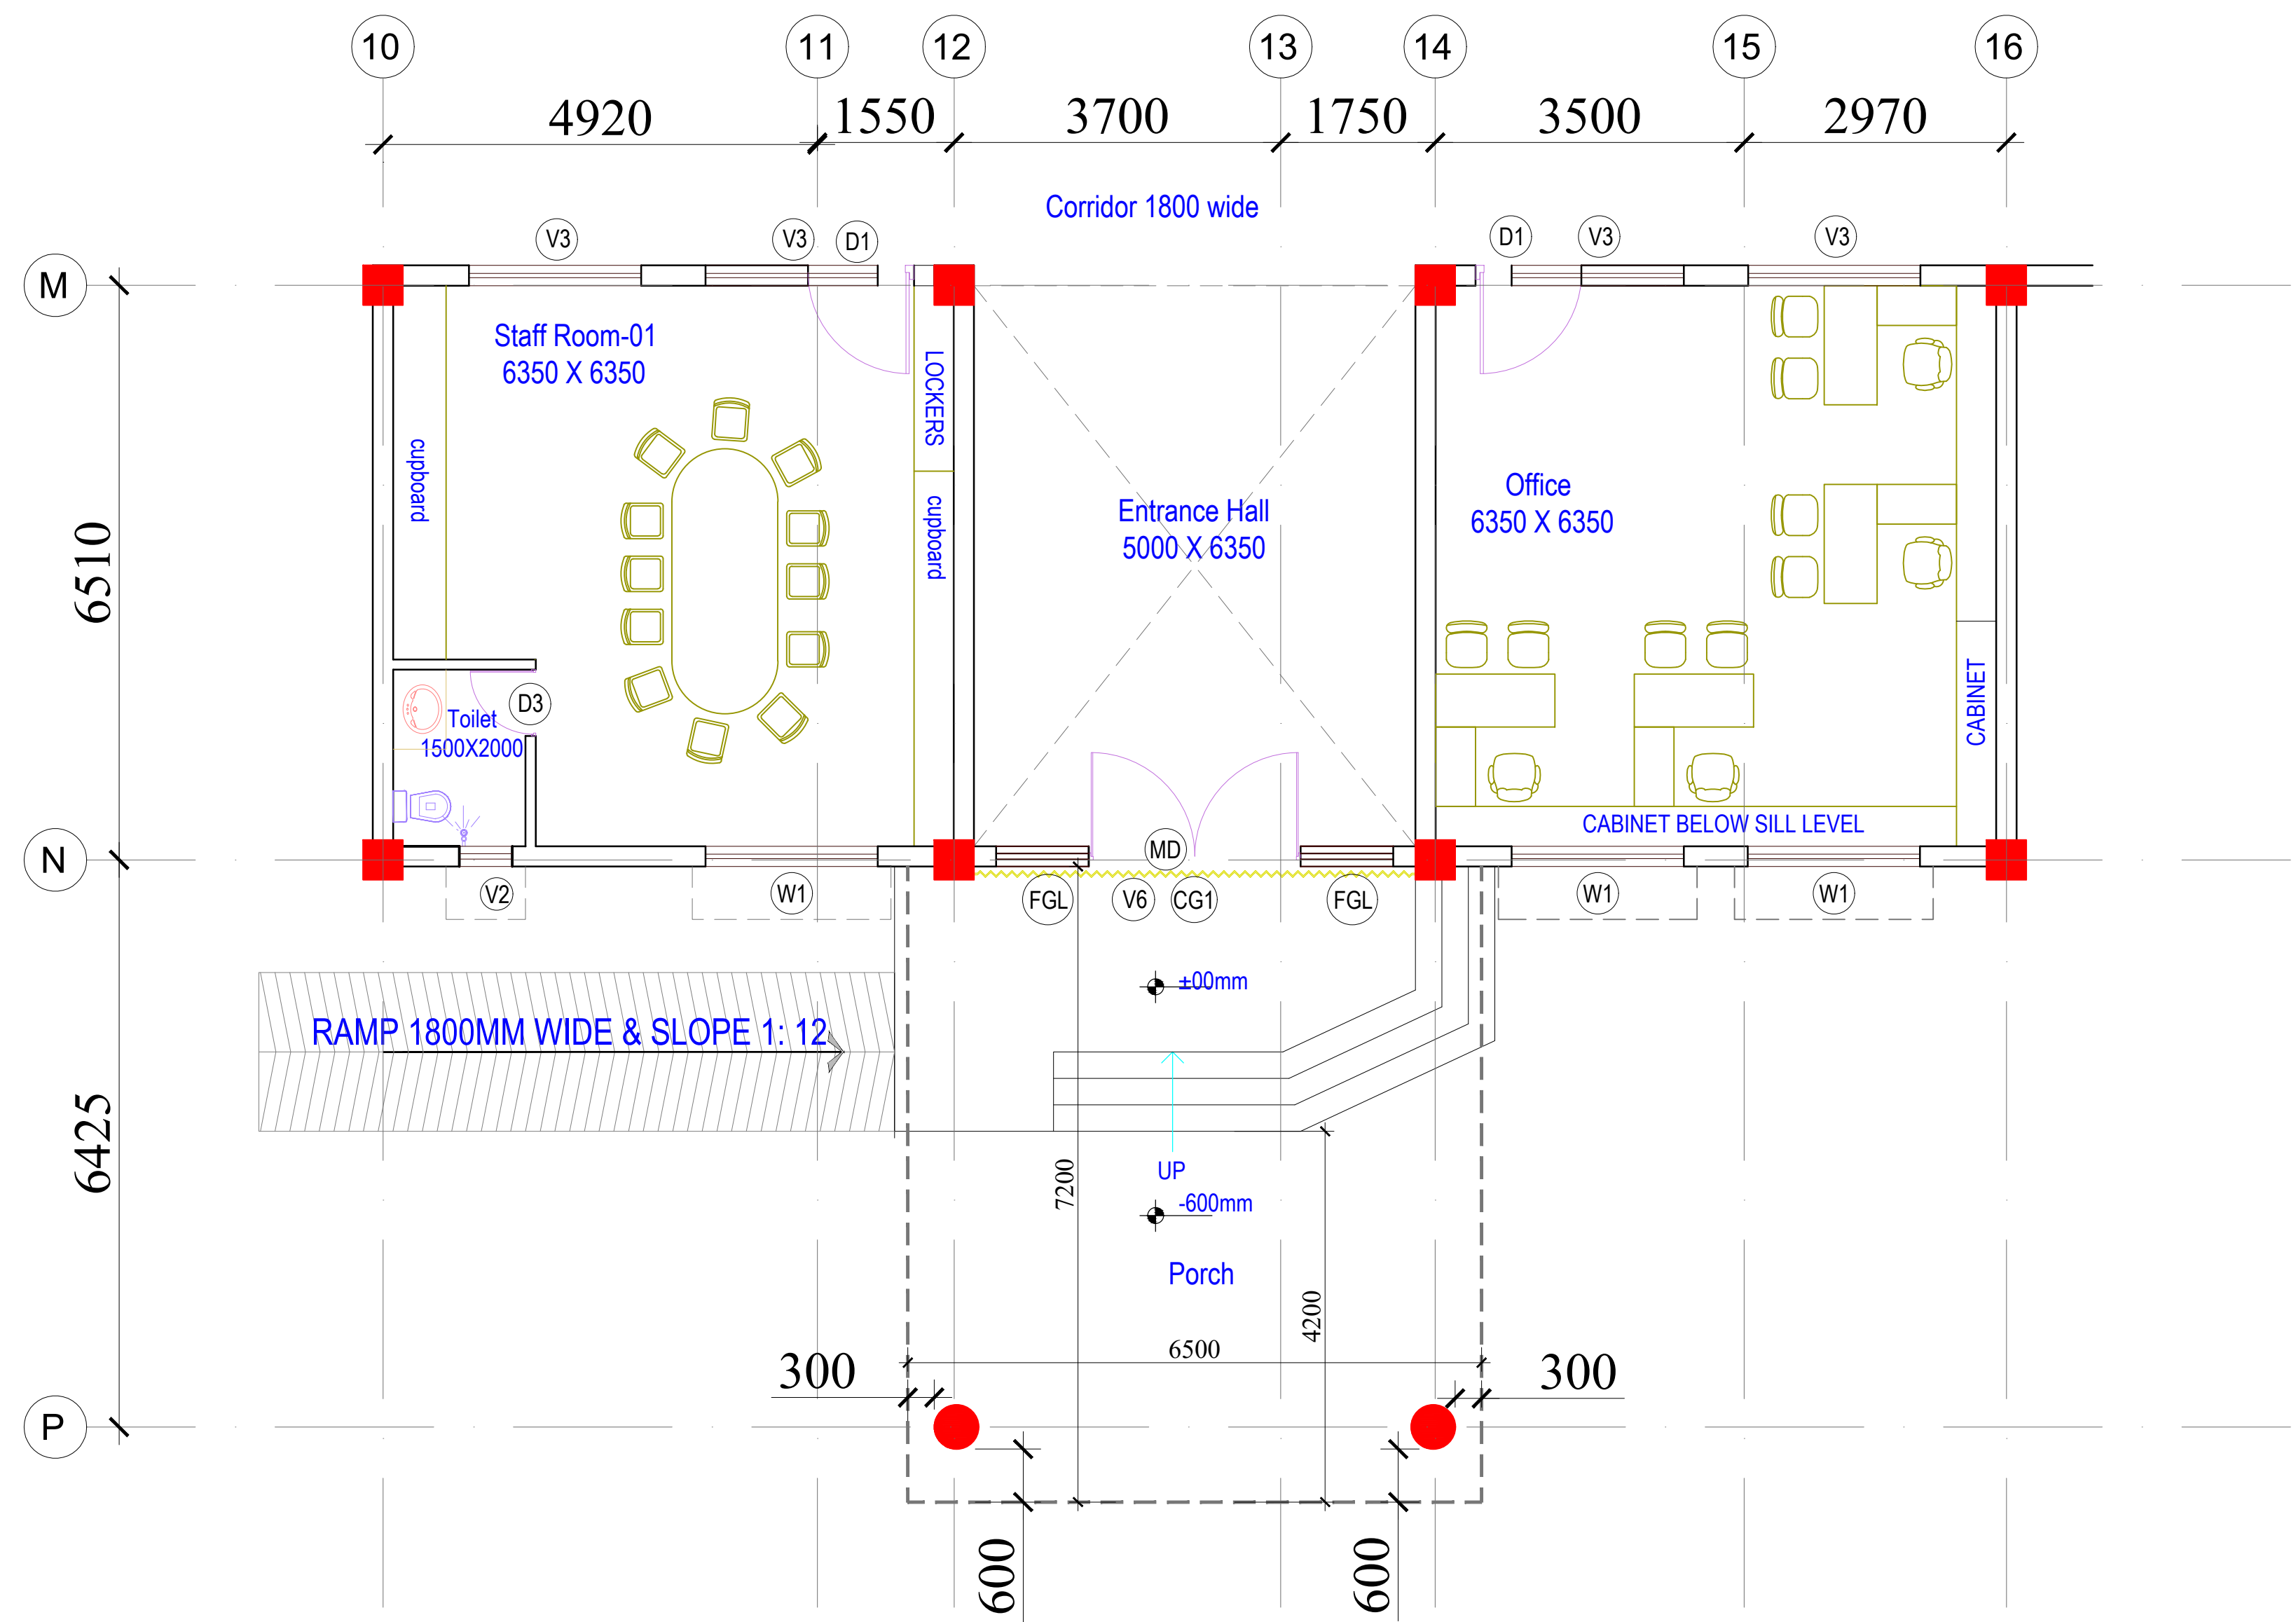 10 11 12 13 14 15 16
4920 1550 3700 1750 3500 2970
Corridor 1800 wide
V3 V3 D1 D1 V3 V3
M
Staff Room-01
6350 X 6350
LOCKERS
cupboard
cupboard
Entrance Hall
5000 X 6350
Office
6350 X 6350
6510
D3
Toilet
1500X2000
CABINET
CABINET BELOW SILL LEVEL
N
MD
V2 W1 FGL V6 CG1 FGL W1 W1
±00mm
RAMP 1800MM WIDE & SLOPE 1: 12
6425
UP
-600mm
7200
Porch
4200
6500
300 300
P
600 600